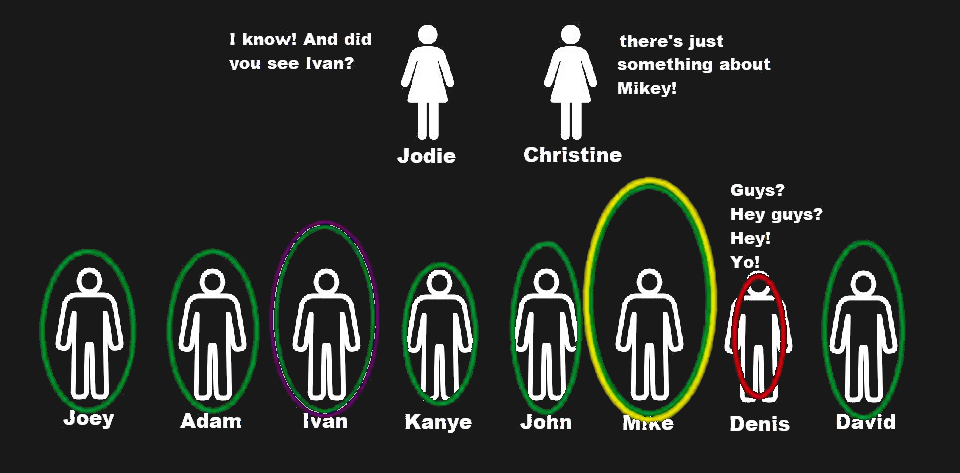 I know! And did
you see Ivan?
there's just
something about
Mikey!
Jodie
Christine
Guys?
Hey guys?
Hey!
Yo!
Joey
Adam
Ivan
Kanye
John
Mike
Denis
David